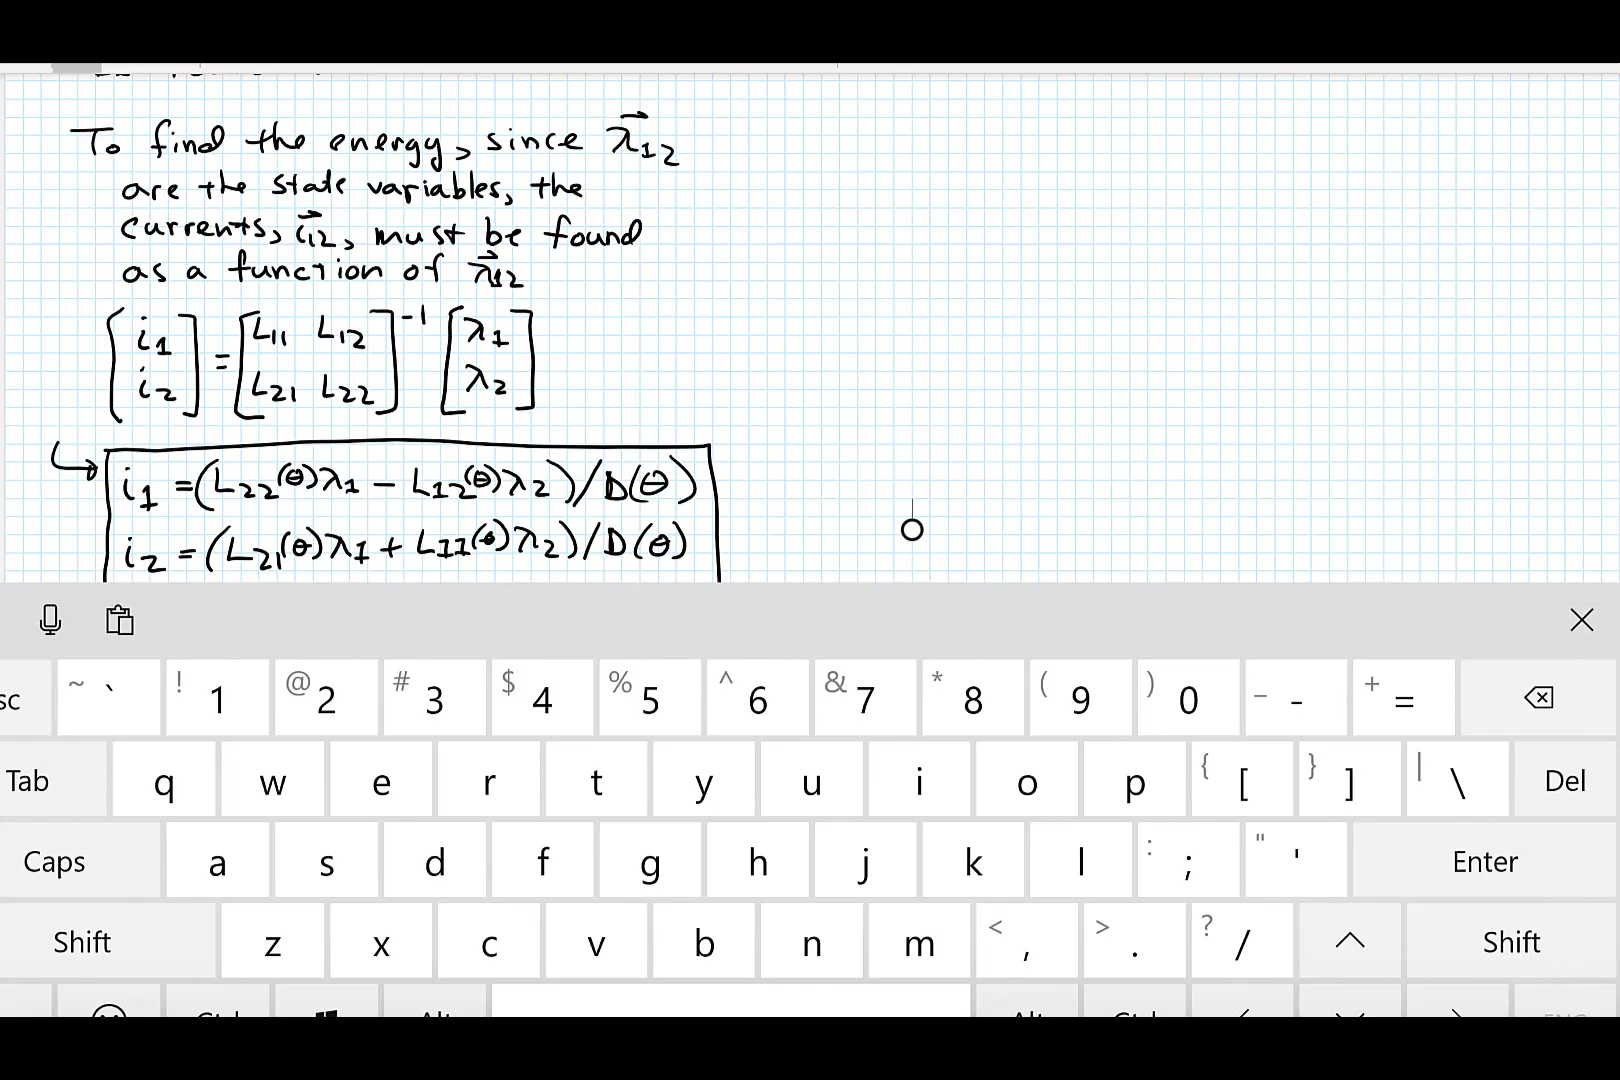 To find the energy, since λ⃗12
are the state variables, the
currents, i⃗12, must be found
as a function of λ⃗12
[i1 i2] = [L11 L12 L21 L22]^-1 [λ1 λ2]
i1 = (L22(θ)λ1 - L12(θ)λ2)/D(θ)
i2 = (L21(θ)λ1 + L11(θ)λ2)/D(θ)
sc ~ ` ! 1 @ 2 # 3 $ 4 % 5 ^ 6 & 7 * 8 ( 9 ) 0 _ - + =
Tab q w e r t y u i o p { [ } ] | \ Del
Caps a s d f g h j k l : ; " ' Enter
Shift z x c v b n m < , > . ? / Shift